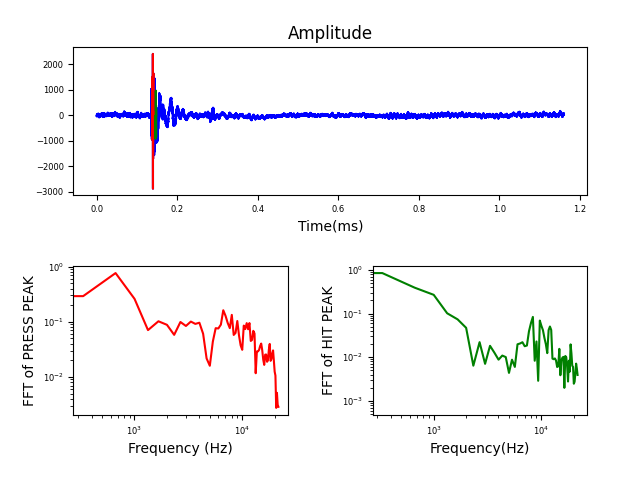 Amplitude
2000
1000
0
−1000
−2000
−3000
0.0 0.2 0.4 0.6 0.8 1.0 1.2
Time(ms)
FFT of PRESS PEAK
10⁰
10⁻¹
10⁻²
10³ 10⁴
Frequency (Hz)
FFT of HIT PEAK
10⁰
10⁻¹
10⁻²
10⁻³
10³ 10⁴
Frequency(Hz)